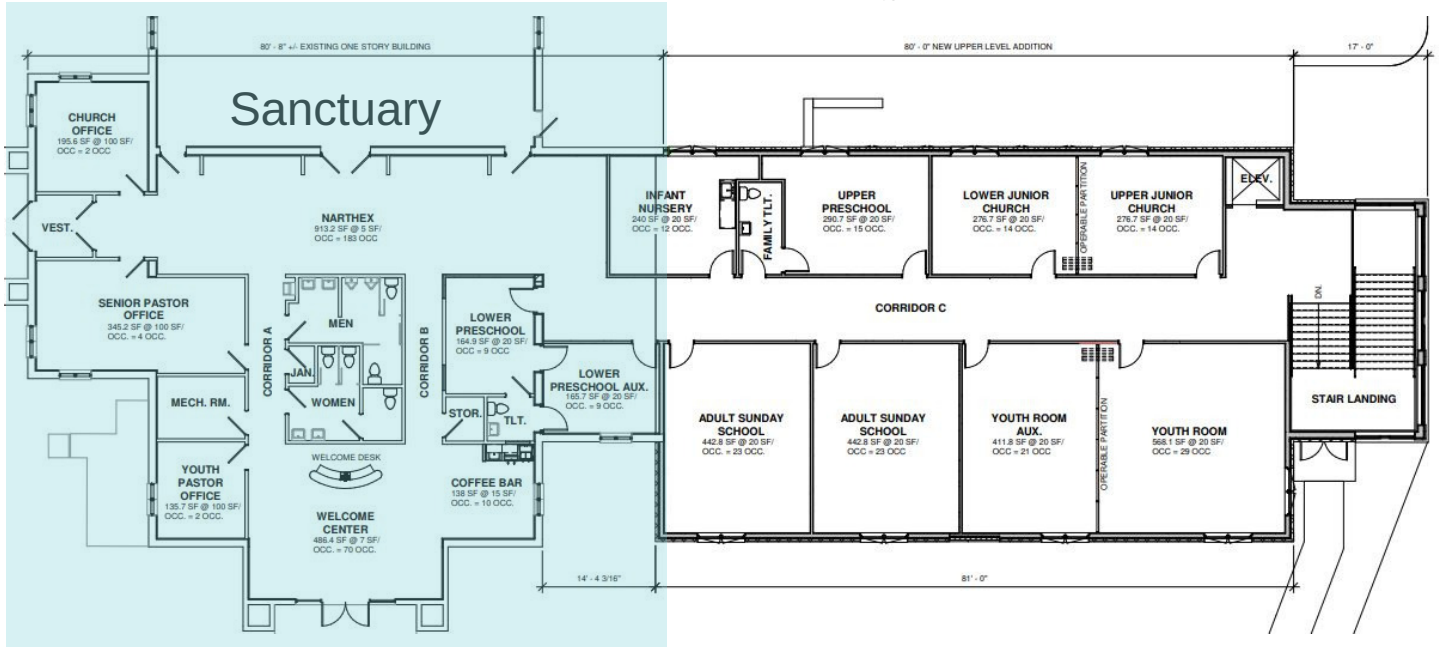 80' - 8" +/- EXISTING ONE STORY BUILDING
80' - 0" NEW UPPER LEVEL ADDITION
17' - 0"
Sanctuary
CHURCH
OFFICE
195.6 SF @ 100 SF/
OCC = 2 OCC
VEST.
NARTHEX
913.2 SF @ 5 SF/
OCC = 183 OCC
INFANT
NURSERY
240 SF @ 20 SF/
OCC = 12 OCC.
FAMILY TLT.
UPPER
PRESCHOOL
290.7 SF @ 20 SF/
OCC. = 15 OCC.
LOWER JUNIOR
CHURCH
276.7 SF @ 20 SF/
OCC. = 14 OCC.
OPERABLE PARTITION
UPPER JUNIOR
CHURCH
276.7 SF @ 20 SF/
OCC. = 14 OCC.
ELEV.
SENIOR PASTOR
OFFICE
345.2 SF @ 100 SF/
OCC. = 4 OCC.
CORRIDOR A
MEN
JAN.
WOMEN
CORRIDOR B
LOWER
PRESCHOOL
164.9 SF @ 20 SF/
OCC = 9 OCC.
LOWER
PRESCHOOL AUX.
165.7 SF @ 20 SF/
OCC. = 9 OCC.
CORRIDOR C
DN.
STAIR LANDING
MECH. RM.
STOR.
TLT.
ADULT SUNDAY
SCHOOL
442.8 SF @ 20 SF/
OCC. = 23 OCC.
ADULT SUNDAY
SCHOOL
442.8 SF @ 20 SF/
OCC. = 23 OCC
YOUTH ROOM
AUX.
411.8 SF @ 20 SF/
OCC = 21 OCC
OPERABLE PARTITION
YOUTH ROOM
568.1 SF @ 20 SF/
OCC = 29 OCC
YOUTH
PASTOR
OFFICE
135.7 SF @ 100 SF/
OCC. = 2 OCC.
WELCOME DESK
WELCOME
CENTER
486.4 SF @ 7 SF/
OCC. = 70 OCC.
COFFEE BAR
138 SF @ 15 SF/
OCC. = 10 OCC.
14' - 4 3/16"
81' - 0"